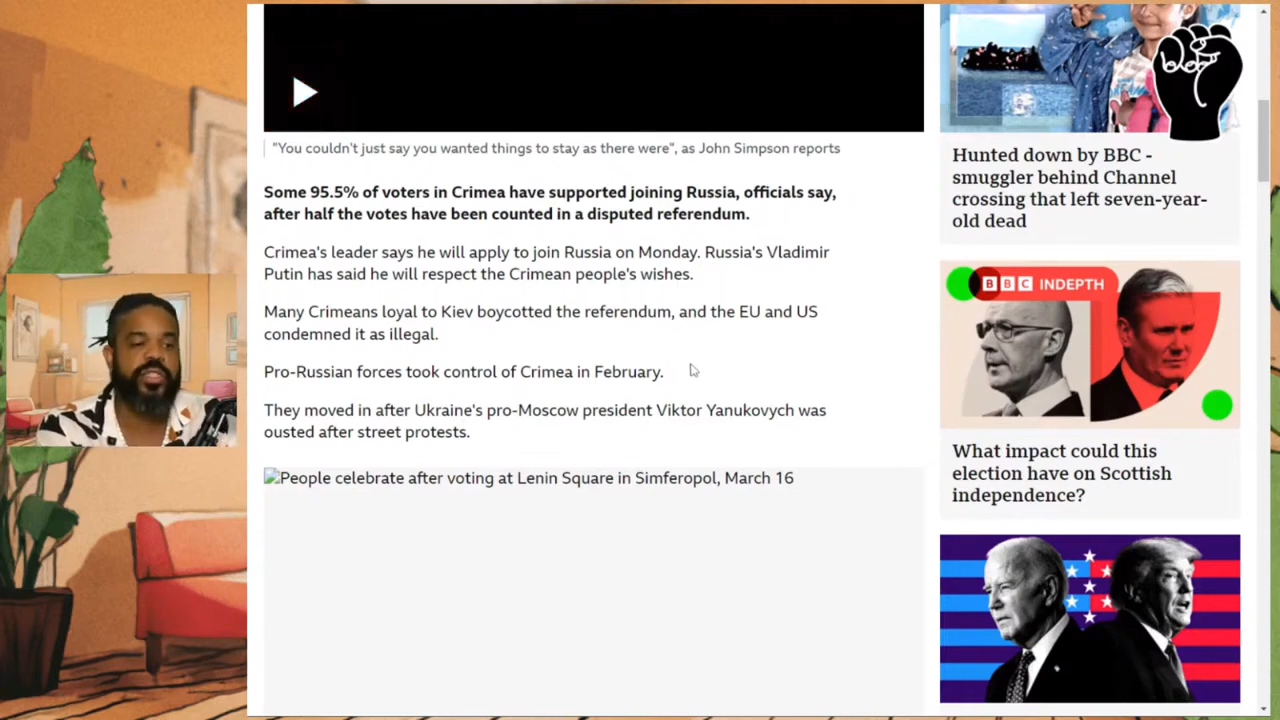 "You couldn't just say you wanted things to stay as there were", as John Simpson reports
Some 95.5% of voters in Crimea have supported joining Russia, officials say,
after half the votes have been counted in a disputed referendum.
Crimea's leader says he will apply to join Russia on Monday. Russia's Vladimir
Putin has said he will respect the Crimean people's wishes.
Many Crimeans loyal to Kiev boycotted the referendum, and the EU and US
condemned it as illegal.
Pro-Russian forces took control of Crimea in February.
They moved in after Ukraine's pro-Moscow president Viktor Yanukovych was
ousted after street protests.
People celebrate after voting at Lenin Square in Simferopol, March 16
Hunted down by BBC -
smuggler behind Channel
crossing that left seven-year-
old dead
BBC INDEPTH
What impact could this
election have on Scottish
independence?